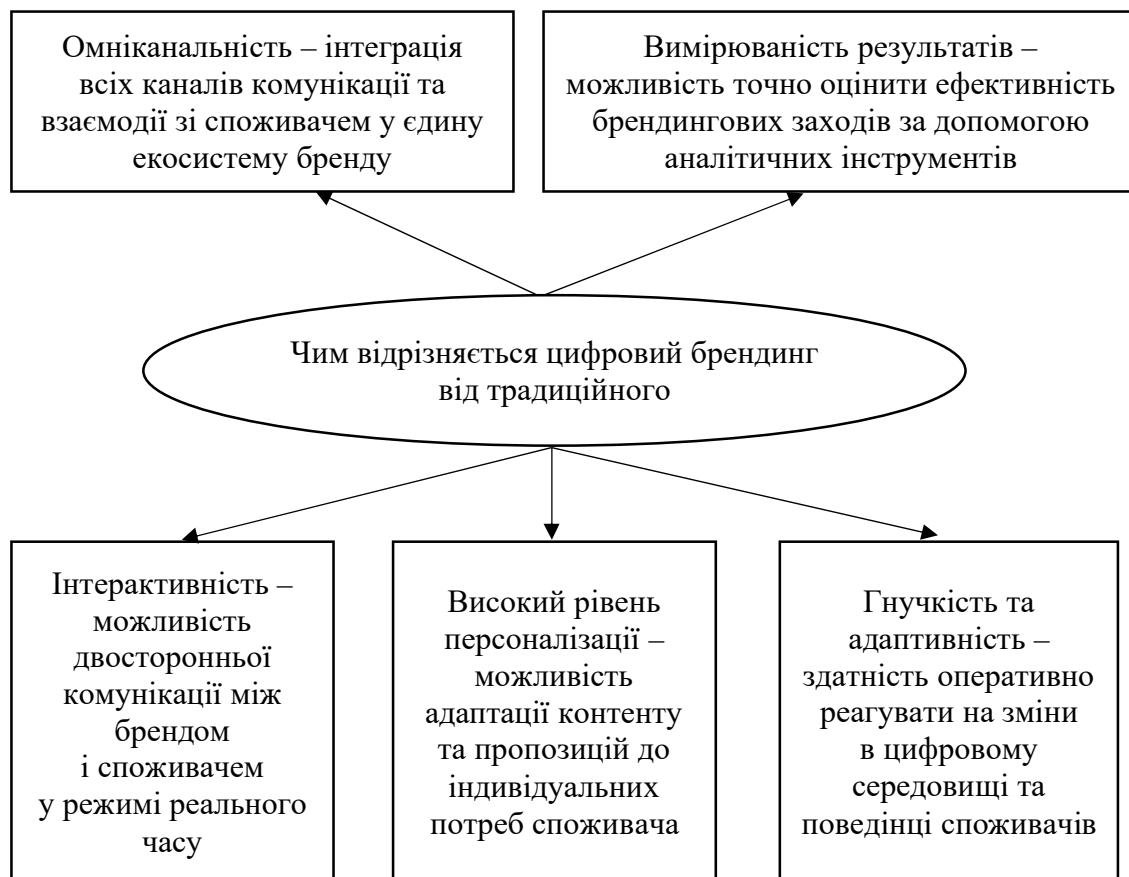 Омніканальність – інтеграція
всіх каналів комунікації та
взаємодії зі споживачем у єдину
екосистему бренду
Вимірюваність результатів –
можливість точно оцінити ефективність
брендингових заходів за допомогою
аналітичних інструментів
Чим відрізняється цифровий брендинг
від традиційного
Інтерактивність –
можливість
двосторонньої
комунікації між
брендом
і споживачем
у режимі реального
часу
Високий рівень
персоналізації –
можливість
адаптації контенту
та пропозицій до
індивідуальних
потреб споживача
Гнучкість та
адаптивність –
здатність оперативно
реагувати на зміни
в цифровому
середовищі та
поведінці споживачів